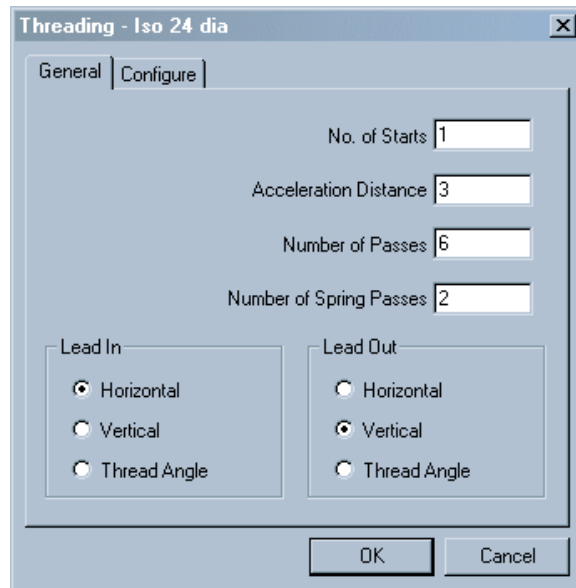 Threading - Iso 24 dia
General Configure
No. of Starts 1
Acceleration Distance 3
Number of Passes 6
Number of Spring Passes 2
Lead In Lead Out
Horizontal Horizontal
Vertical Vertical
Thread Angle Thread Angle
OK Cancel